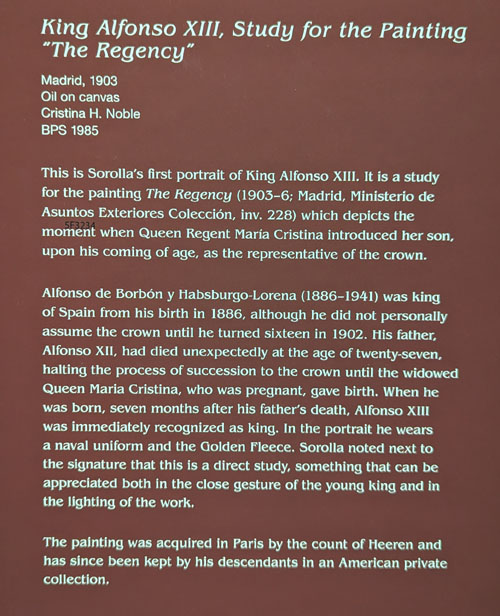 King Alfonso XIII, Study for the Painting
"The Regency"
Madrid, 1903
Oil on canvas
Cristina H. Noble
BPS 1985
This is Sorolla's first portrait of King Alfonso XIII. It is a study
for the painting The Regency (1903–6; Madrid, Ministerio de
Asuntos Exteriores Colección, inv. 228) which depicts the
SF3234
moment when Queen Regent María Cristina introduced her son,
upon his coming of age, as the representative of the crown.
Alfonso de Borbón y Habsburgo-Lorena (1886–1941) was king
of Spain from his birth in 1886, although he did not personally
assume the crown until he turned sixteen in 1902. His father,
Alfonso XII, had died unexpectedly at the age of twenty-seven,
halting the process of succession to the crown until the widowed
Queen Maria Cristina, who was pregnant, gave birth. When he
was born, seven months after his father's death, Alfonso XIII
was immediately recognized as king. In the portrait he wears
a naval uniform and the Golden Fleece. Sorolla noted next to
the signature that this is a direct study, something that can be
appreciated both in the close gesture of the young king and in
the lighting of the work.
The painting was acquired in Paris by the count of Heeren and
has since been kept by his descendants in an American private
collection.